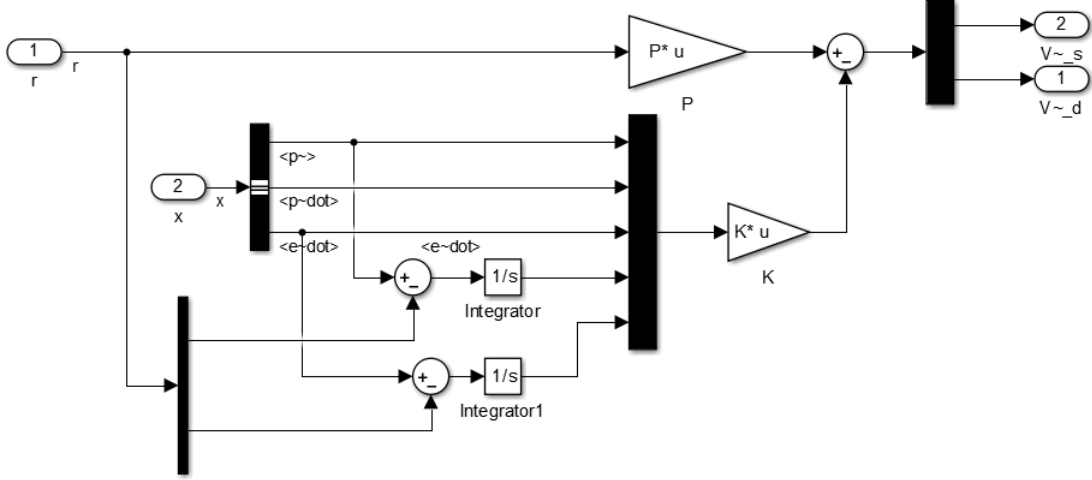 1
r
r
P* u
P
+
-
2
V~_s
1
V~_d
<p~>
2
x
x
<p~dot>
<e~dot>
<e~dot>
+
-
1/s
Integrator
K* u
K
+
-
1/s
Integrator1